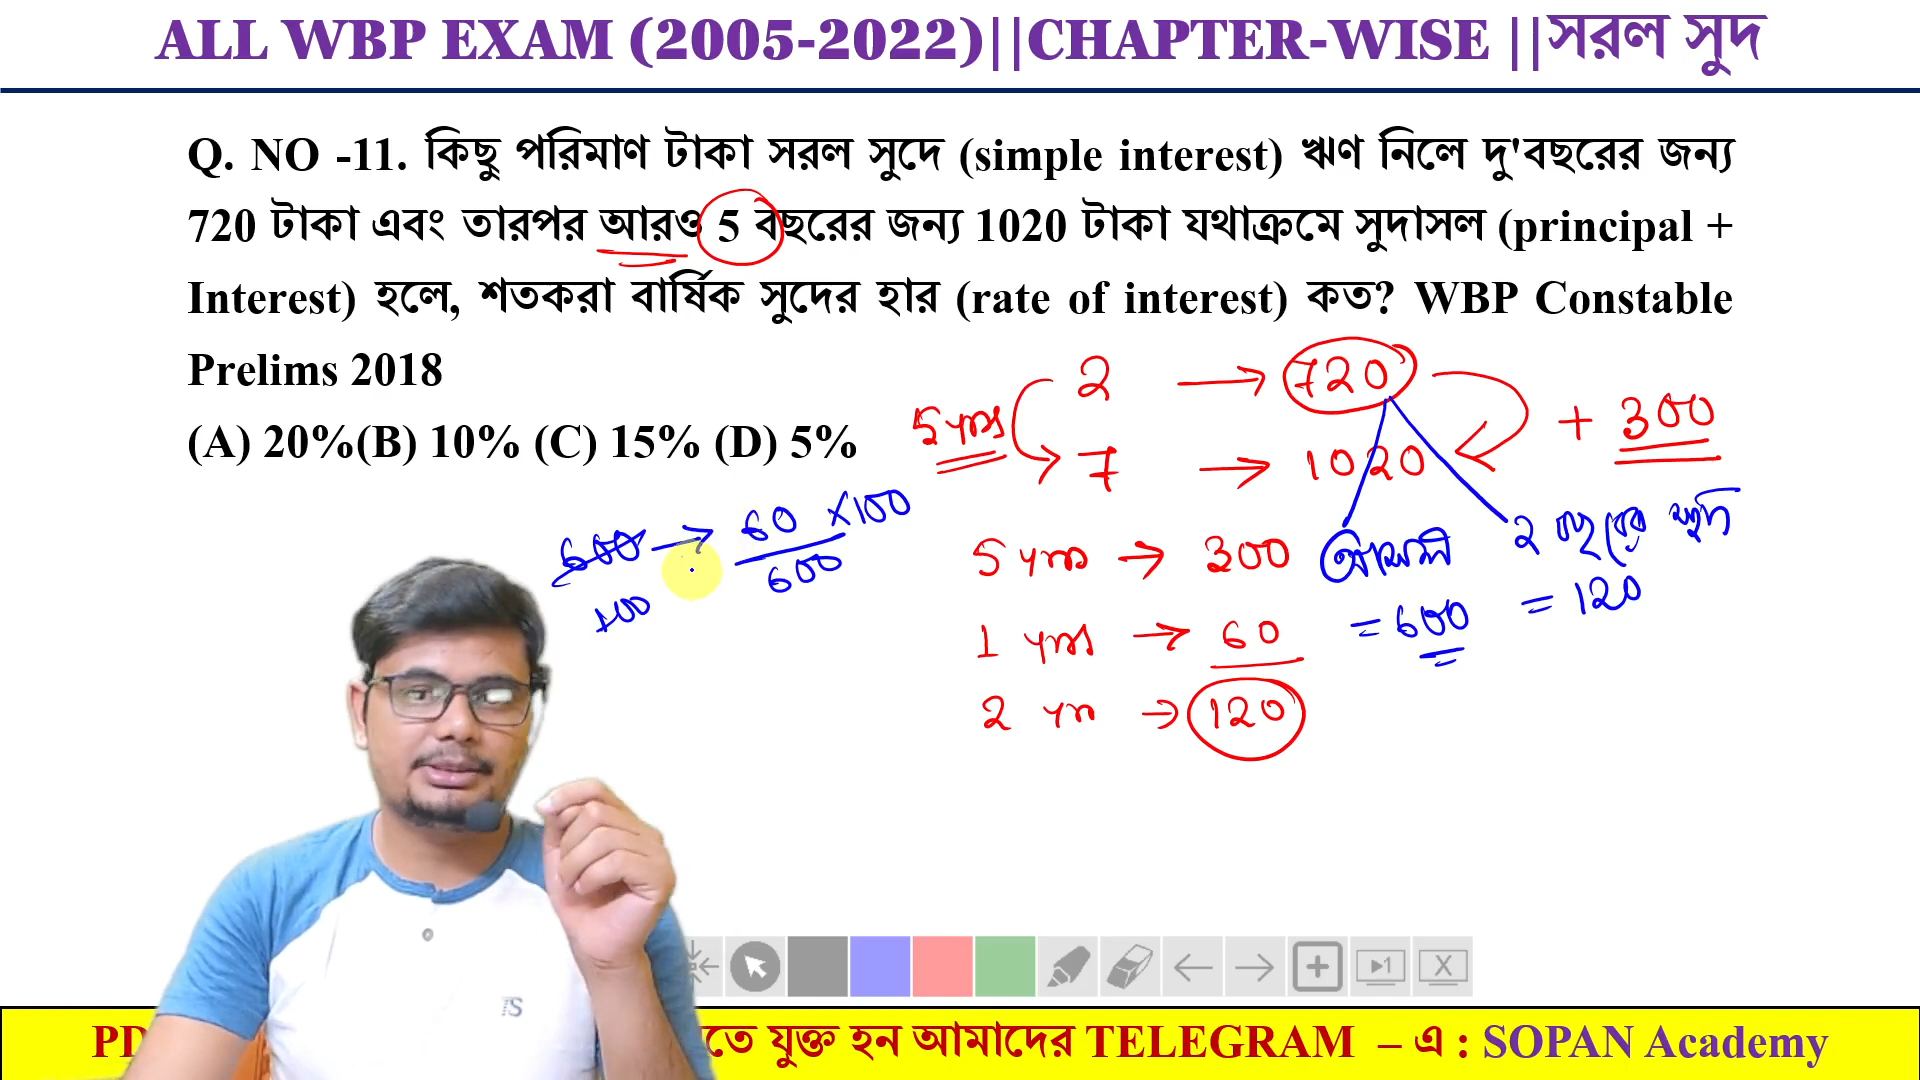 ALL WBP EXAM (2005-2022)||CHAPTER-WISE ||সরল সুদ
Q. NO -11. কিছু পরিমাণ টাকা সরল সুদে (simple interest) ঋণ নিলে দু'বছরের জন্য
720 টাকা এবং তারপর আরও 5 বছরের জন্য 1020 টাকা যথাক্রমে সুদাসল (principal +
Interest) হলে, শতকরা বার্ষিক সুদের হার (rate of interest) কত? WBP Constable
Prelims 2018
(A) 20%(B) 10% (C) 15% (D) 5%
2 → 720
5 yrs + 300
7 → 1020
600 → 60 × 100
600
100
5 yrs → 300 আসল 2 বছরের সুদ
1 yrs → 60 = 600 = 120
2 yr → 120
1 X
PD
তে যুক্ত হন আমাদের TELEGRAM – এ : SOPAN Academy